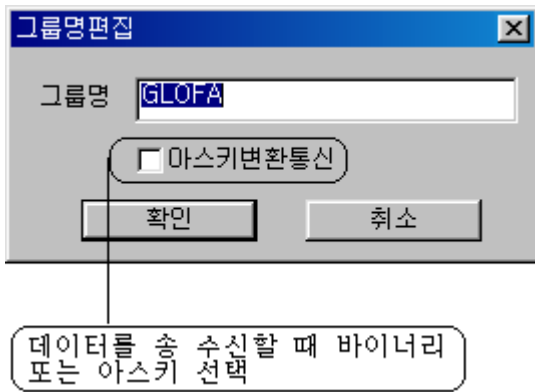 그룹명편집
그룹명 GLOFA
아스키변환통신
확인 취소
데이터를 송 수신할 때 바이너리
또는 아스키 선택